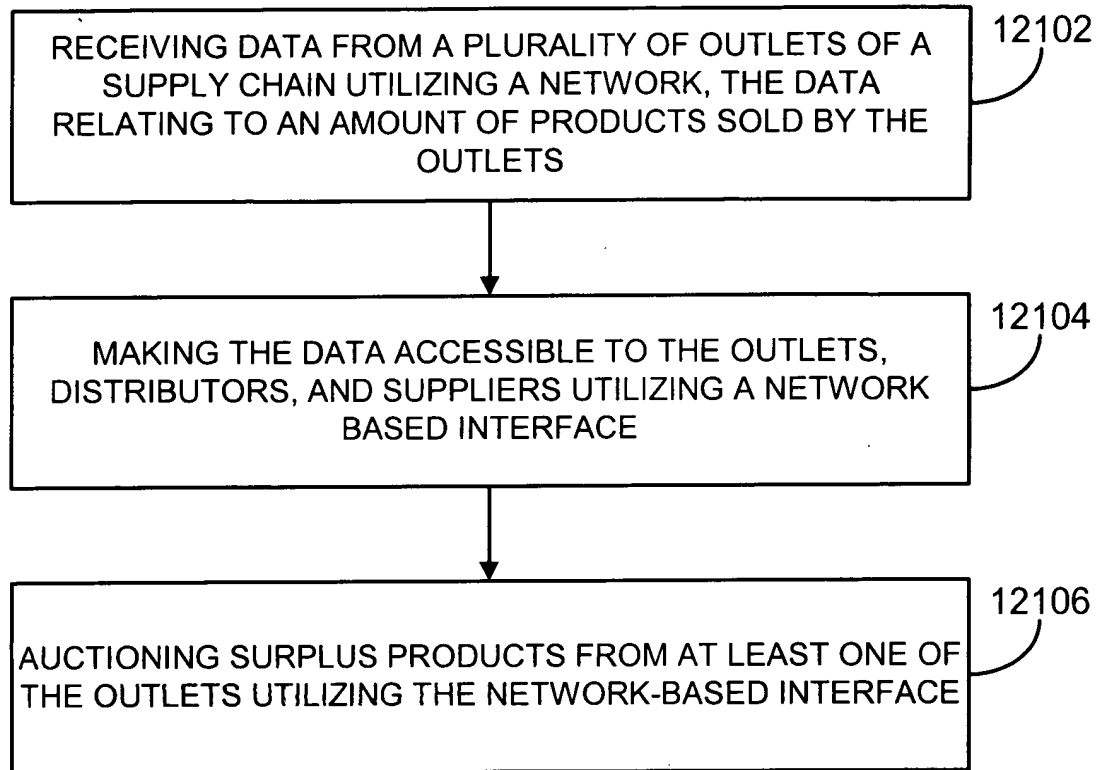 RECEIVING DATA FROM A PLURALITY OF OUTLETS OF A
SUPPLY CHAIN UTILIZING A NETWORK, THE DATA
RELATING TO AN AMOUNT OF PRODUCTS SOLD BY THE
OUTLETS
12102
MAKING THE DATA ACCESSIBLE TO THE OUTLETS,
DISTRIBUTORS, AND SUPPLIERS UTILIZING A NETWORK
BASED INTERFACE
12104
AUCTIONING SURPLUS PRODUCTS FROM AT LEAST ONE OF
THE OUTLETS UTILIZING THE NETWORK-BASED INTERFACE
12106